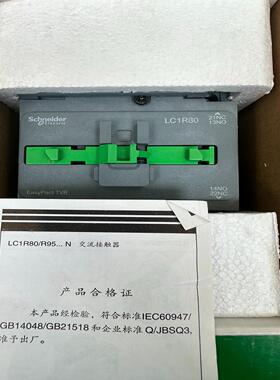 Schneider
Electric
LC1R80
21NC
13NO
EasyPact TVR
14NO
22NC
LC1R80/R95... N 交流接触器
产品合格证
本产品经检验，符合标准IEC60947/
GB14048/GB21518 和企业标准 Q/JBSQ3,
准予出厂。